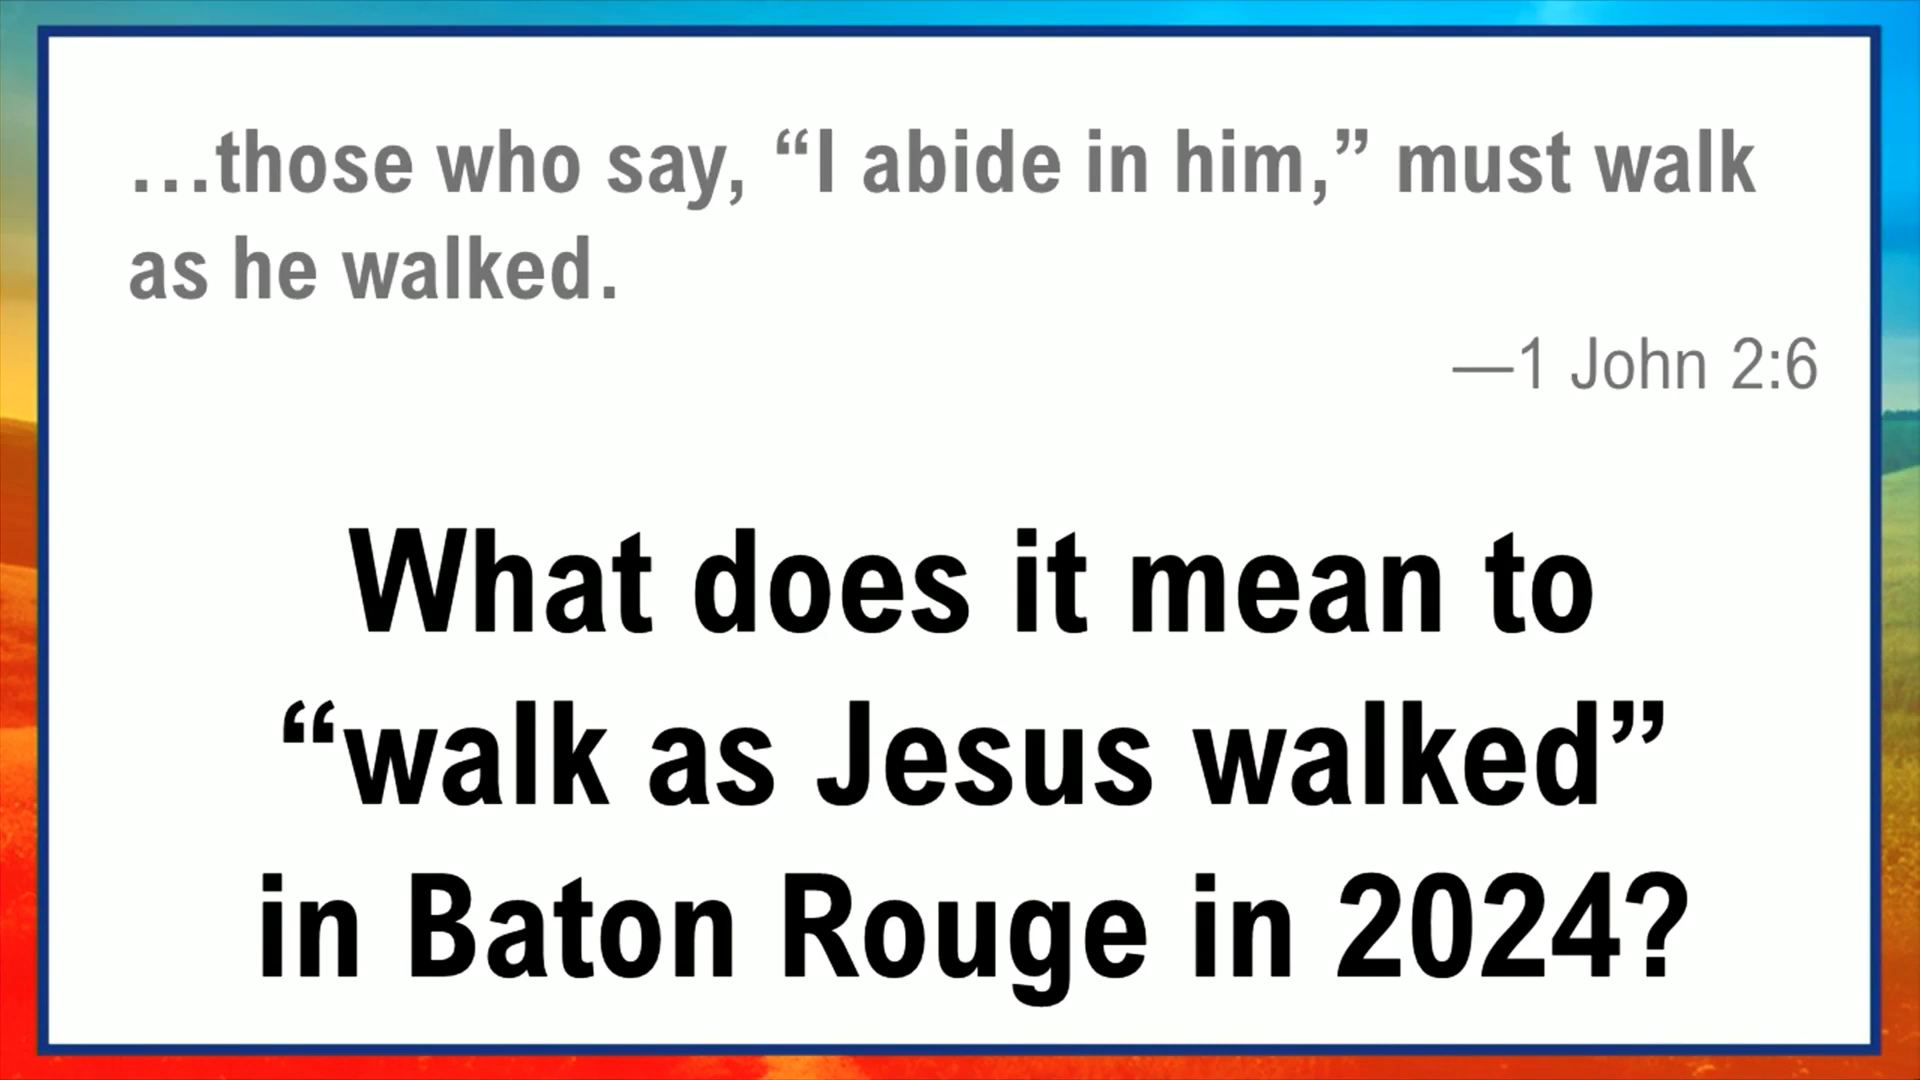 …those who say, “I abide in him,” must walk
as he walked.
—1 John 2:6
What does it mean to
“walk as Jesus walked”
in Baton Rouge in 2024?